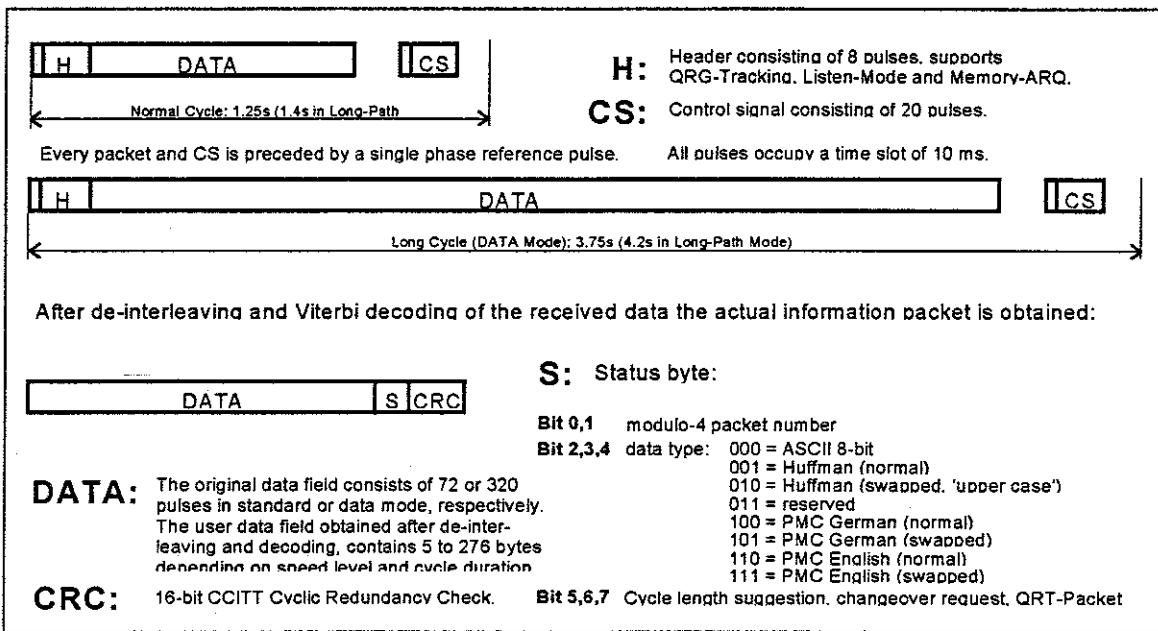 H DATA CS
H: Header consisting of 8 pulses, supports
QRG-Tracking, Listen-Mode and Memory-ARQ.
Normal Cycle: 1.25s (1.4s in Long-Path
CS: Control signal consisting of 20 pulses.
Every packet and CS is preceded by a single phase reference pulse. All pulses occupy a time slot of 10 ms.
H DATA CS
Long Cycle (DATA Mode): 3.75s (4.2s in Long-Path Mode)
After de-interleaving and Viterbi decoding of the received data the actual information packet is obtained:
DATA S CRC
S: Status byte:
Bit 0,1 modulo-4 packet number
Bit 2,3,4 data type: 000 = ASCII 8-bit
001 = Huffman (normal)
010 = Huffman (swapped, 'upper case')
011 = reserved
100 = PMC German (normal)
101 = PMC German (swapped)
110 = PMC English (normal)
111 = PMC English (swapped)
DATA: The original data field consists of 72 or 320
pulses in standard or data mode, respectively.
The user data field obtained after de-inter-
leaving and decoding, contains 5 to 276 bytes
depending on speed level and cycle duration
CRC: 16-bit CCITT Cyclic Redundancy Check.
Bit 5,6,7 Cycle length suggestion, changeover request, QRT-Packet